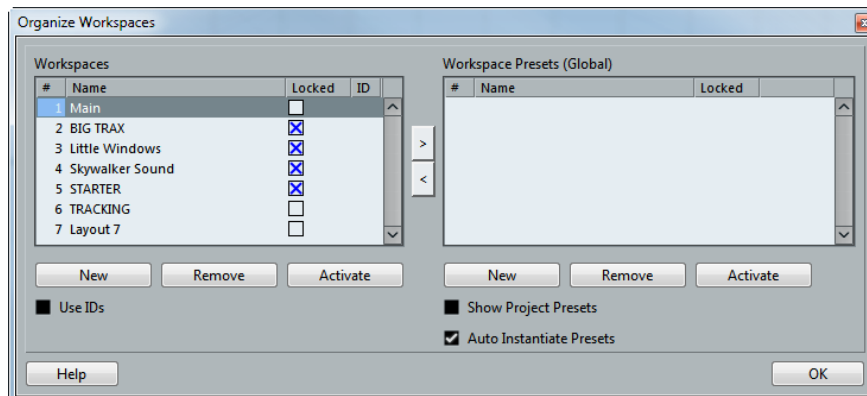 Organize Workspaces
Workspaces
# Name Locked ID
1 Main
2 BIG TRAX
3 Little Windows
4 Skywalker Sound
5 STARTER
6 TRACKING
7 Layout 7
>
<
New Remove Activate
Use IDs
Workspace Presets (Global)
# Name Locked
New Remove Activate
Show Project Presets
Auto Instantiate Presets
Help
OK